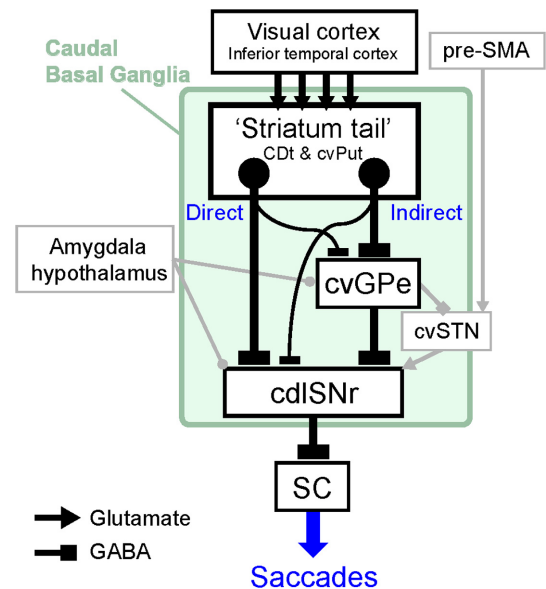 Visual cortex
Inferior temporal cortex
pre-SMA
Caudal
Basal Ganglia
‘Striatum tail’
CDt & cvPut
Direct
Indirect
Amygdala
hypothalamus
cvGPe
cvSTN
cdlSNr
SC
Glutamate
GABA
Saccades